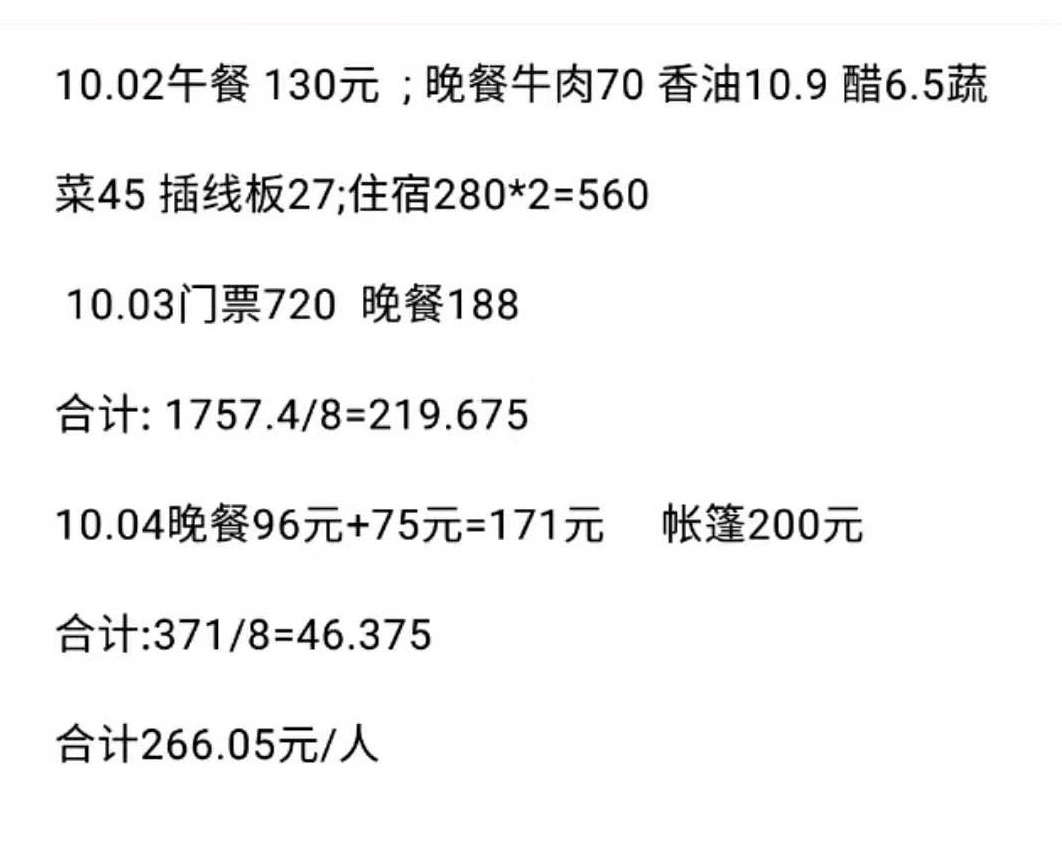 10.02午餐 130元 ; 晚餐牛肉70 香油10.9 醋6.5蔬
菜45 插线板27;住宿280*2=560
10.03门票720 晚餐188
合计: 1757.4/8=219.675
10.04晚餐96元+75元=171元 帐篷200元
合计:371/8=46.375
合计266.05元/人